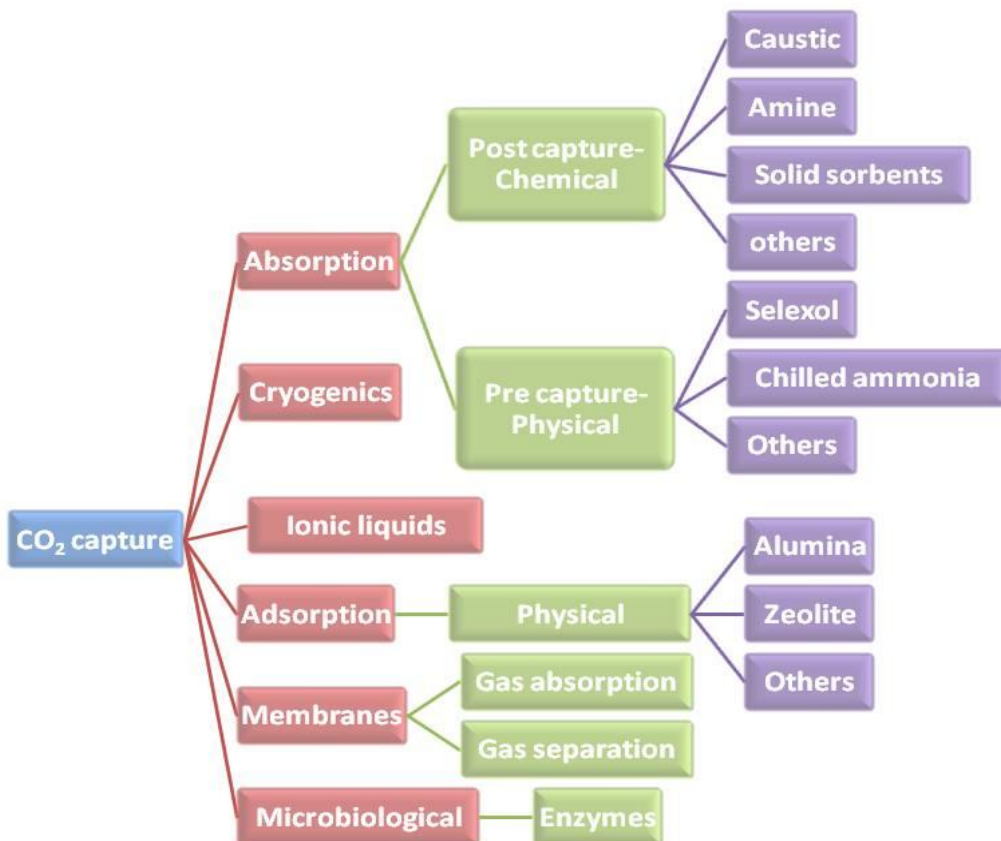 Caustic
Amine
Post capture-
Chemical
Solid sorbents
others
Absorption
Selexol
Chilled ammonia
Pre capture-
Physical
Others
Cryogenics
CO₂ capture
Ionic liquids
Alumina
Adsorption
Physical
Zeolite
Others
Membranes
Gas absorption
Gas separation
Microbiological
Enzymes